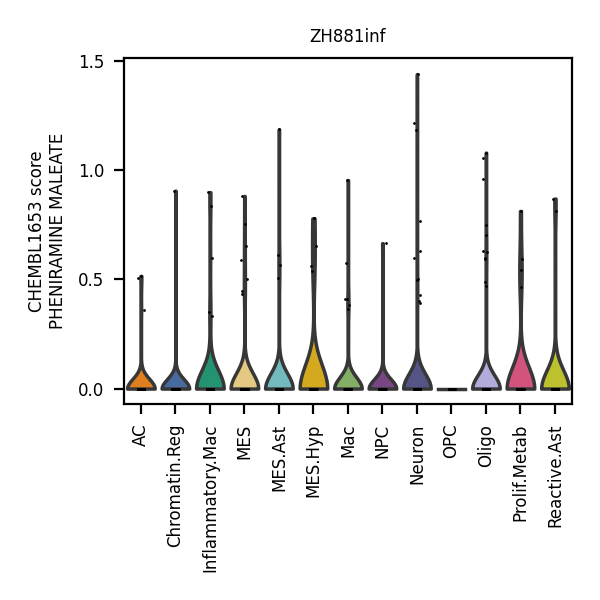 ZH881inf
CHEMBL1653 score
PHENIRAMINE MALEATE
1.5
1.0
0.5
0.0
AC
Chromatin.Reg
Inflammatory.Mac
MES
MES.Ast
MES.Hyp
Mac
NPC
Neuron
OPC
Oligo
Prolif.Metab
Reactive.Ast